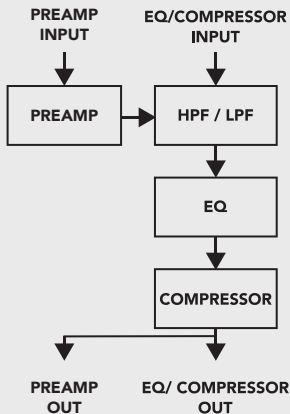 PREAMP
INPUT
EQ/COMPRESSOR
INPUT
PREAMP
HPF / LPF
EQ
COMPRESSOR
PREAMP
OUT
EQ/ COMPRESSOR
OUT